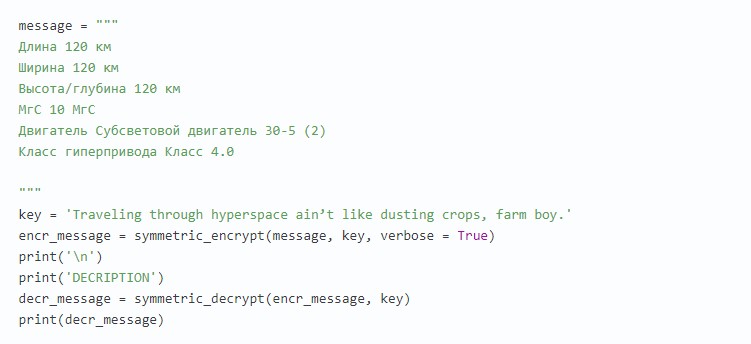 message = """
Длина 120 км
Ширина 120 км
Высота/глубина 120 км
МгС 10 МгС
Двигатель Субсветовой двигатель 30-5 (2)
Класс гиперпривода Класс 4.0
"""
key = 'Traveling through hyperspace ain’t like dusting crops, farm boy.'
encr_message = symmetric_encrypt(message, key, verbose = True)
print('\n')
print('DECRIPTION')
decr_message = symmetric_decrypt(encr_message, key)
print(decr_message)